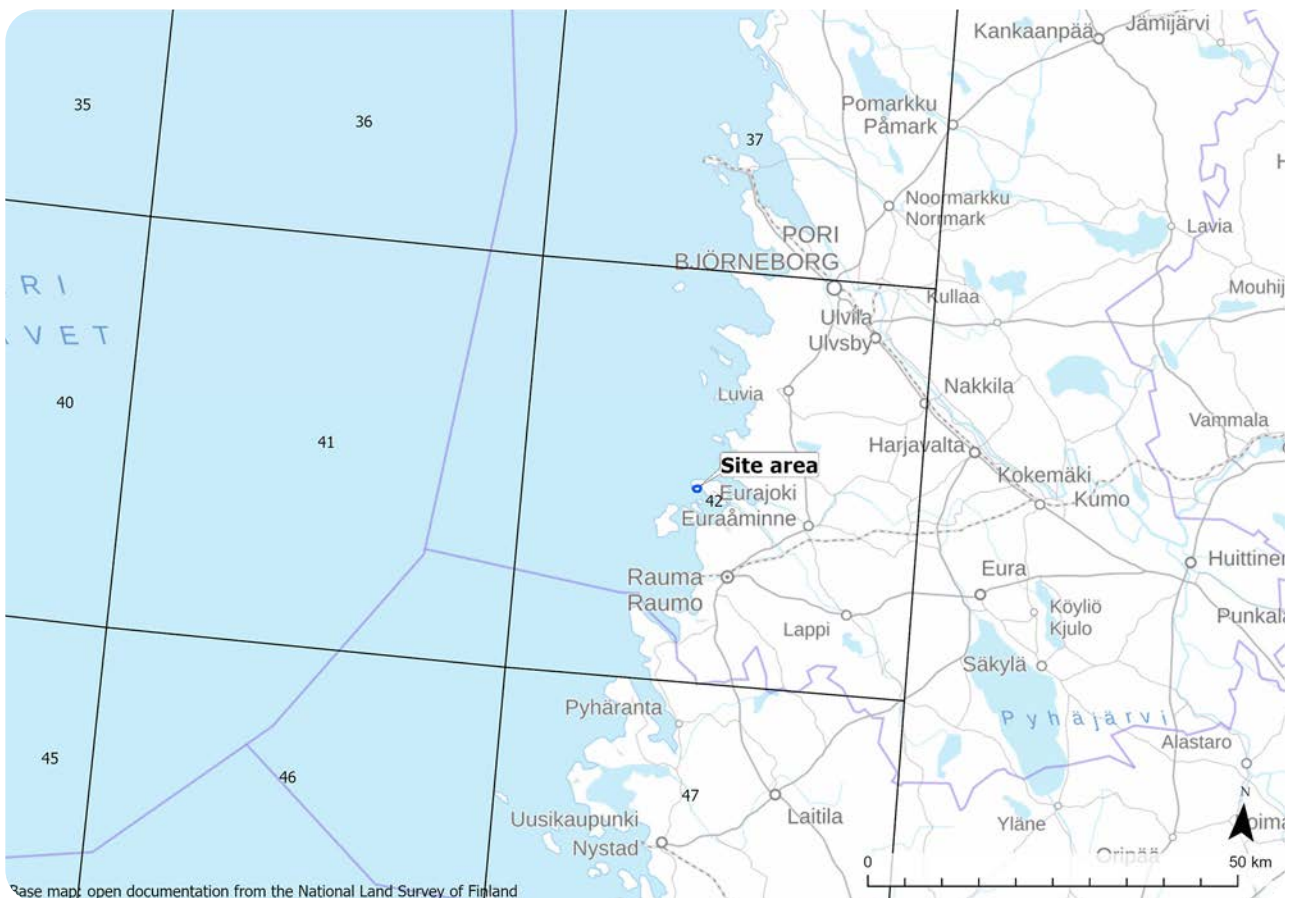 Kankaanpää
Jämijärvi
35
36
Pomarkku
Påmark
37
Noormarkku
Norrmark
Lavia
PORI
BJÖRNEBORG
R I
V E T
Kullaa
Mouhij
Ulvila
Ulvsby
40
Luvia
Nakkila
Vammala
41
Harjavalta
Site area
Kokemäki
Kumo
42
Eurajoki
Euraåminne
Rauma
Raumo
Eura
Huittinen
Köyliö
Kjulo
Punkala
Lappi
Säkylä
Pyhäranta
Pyhäjärvi
Alastaro
45
46
47
N
Uusikaupunki
Nystad
Laitila
Yläne
Oripää
0
50 km
Base map: open documentation from the National Land Survey of Finland